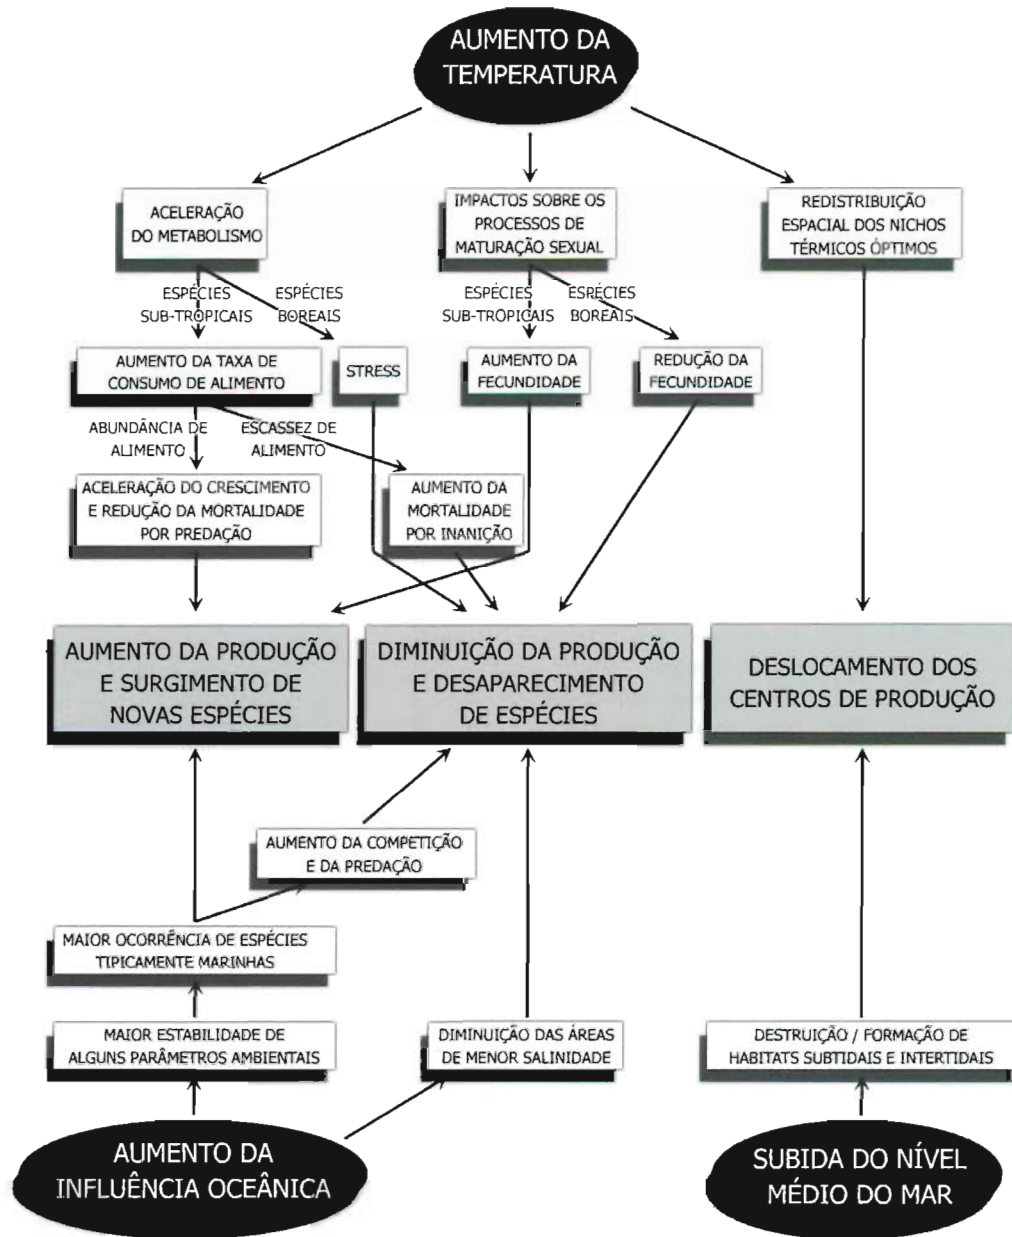 AUMENTO DA
TEMPERATURA
ACELERAÇÃO
DO METABOLISMO
IMPACTOS SOBRE OS
PROCESSOS DE
MATURAÇÃO SEXUAL
REDISTRIBUIÇÃO
ESPACIAL DOS NICHOS
TÉRMICOS ÓPTIMOS
ESPÉCIES
SUB-TROPICAIS
ESPÉCIES
BOREAIS
ESPÉCIES
SUB-TROPICAIS
ESPÉCIES
BOREAIS
AUMENTO DA TAXA DE
CONSUMO DE ALIMENTO
STRESS
AUMENTO DA
FECUNDIDADE
REDUÇÃO DA
FECUNDIDADE
ABUNDÂNCIA DE
ALIMENTO
ESCASSEZ DE
ALIMENTO
ACELERAÇÃO DO CRESCIMENTO
E REDUÇÃO DA MORTALIDADE
POR PREDAÇÃO
AUMENTO DA
MORTALIDADE
POR INANIÇÃO
AUMENTO DA PRODUÇÃO
E SURGIMENTO DE
NOVAS ESPÉCIES
DIMINUIÇÃO DA PRODUÇÃO
E DESAPARECIMENTO
DE ESPÉCIES
DESLOCAMENTO DOS
CENTROS DE PRODUÇÃO
AUMENTO DA COMPETIÇÃO
E DA PREDAÇÃO
MAIOR OCORRÊNCIA DE ESPÉCIES
TIPICAMENTE MARINHAS
MAIOR ESTABILIDADE DE
ALGUNS PARÂMETROS AMBIENTAIS
DIMINUIÇÃO DAS ÁREAS
DE MENOR SALINIDADE
DESTRUIÇÃO / FORMAÇÃO DE
HABITATS SUBTIDAIS E INTERTIDAIS
AUMENTO DA
INFLUÊNCIA OCEÂNICA
SUBIDA DO NÍVEL
MÉDIO DO MAR